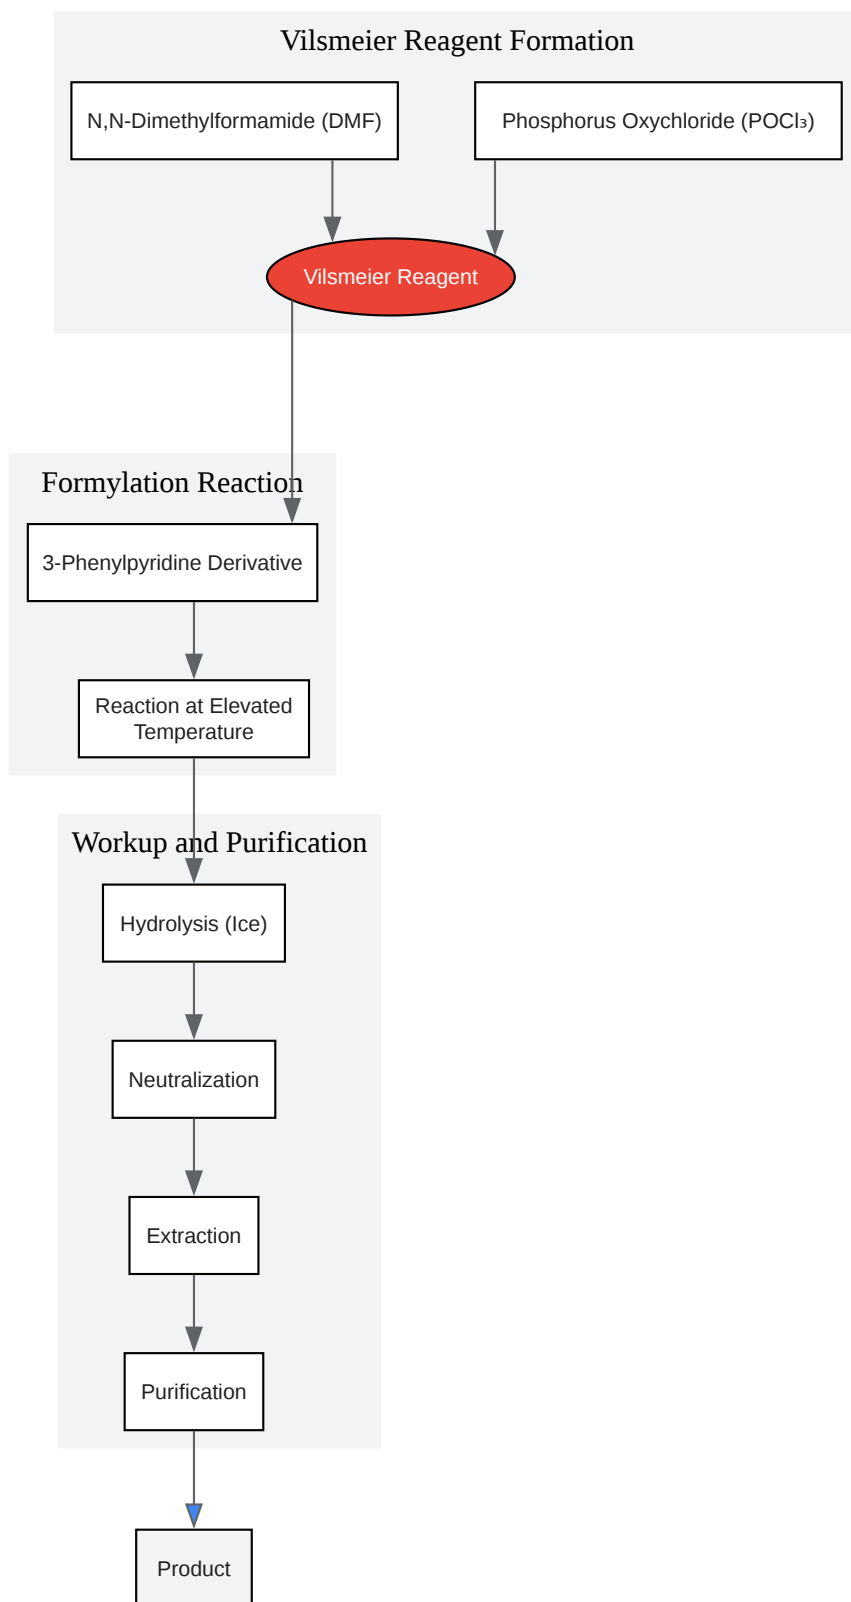 Vilsmeier Reagent Formation
N,N-Dimethylformamide (DMF)
Phosphorus Oxychloride (POCl₃)
Vilsmeier Reagent
Formylation Reaction
3-Phenylpyridine Derivative
Reaction at Elevated
Temperature
Workup and Purification
Hydrolysis (Ice)
Neutralization
Extraction
Purification
Product